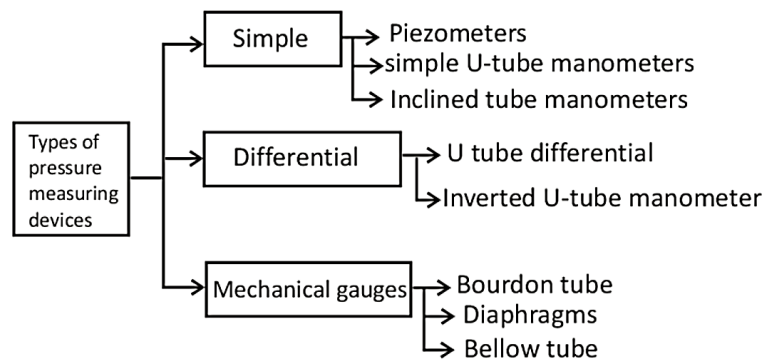 Types of
pressure
measuring
devices
Simple
Piezometers
simple U-tube manometers
Inclined tube manometers
Differential
U tube differential
Inverted U-tube manometer
Mechanical gauges
Bourdon tube
Diaphragms
Bellow tube